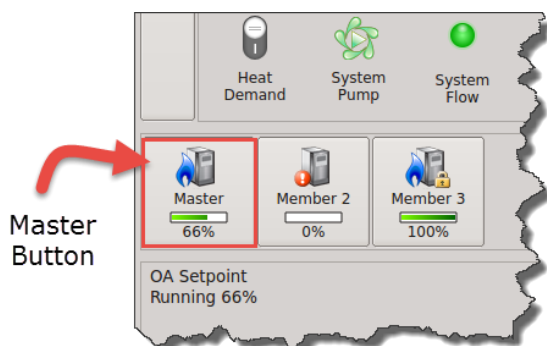 Heat
Demand
System
Pump
System
Flow
Master
66%
Member 2
0%
Member 3
100%
Master
Button
OA Setpoint
Running 66%